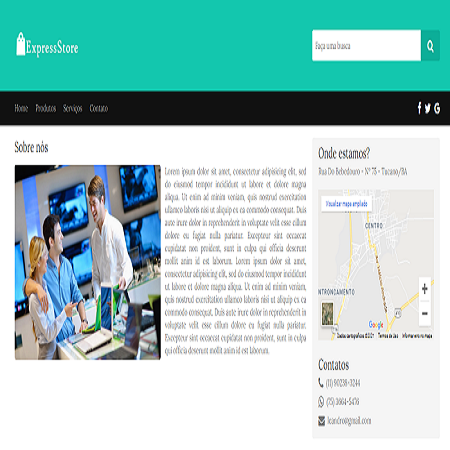 ExpressStore
Faça uma busca
Home Produtos Serviços Contato
Sobre nós
Lorem ipsum dolor sit amet, consectetur adipisicing elit, sed
do eiusmod tempor incididunt ut labore et dolore magna
aliqua. Ut enim ad minim veniam, quis nostrud exercitation
ullamco laboris nisi ut aliquip ex ea commodo consequat. Duis
aute irure dolor in reprehenderit in voluptate velit esse cillum
dolore eu fugiat nulla pariatur. Excepteur sint occaecat
cupidatat non proident, sunt in culpa qui officia deserunt
mollit anim id est laborum. Lorem ipsum dolor sit amet,
consectetur adipisicing elit, sed do eiusmod tempor incididunt
ut labore et dolore magna aliqua. Ut enim ad minim veniam,
quis nostrud exercitation ullamco laboris nisi ut aliquip ex ea
commodo consequat. Duis aute irure dolor in reprehenderit in
voluptate velit esse cillum dolore eu fugiat nulla pariatur.
Excepteur sint occaecat cupidatat non proident, sunt in culpa
qui officia deserunt mollit anim id est laborum.
Onde estamos?
Rua Do Bebedouro - Nº 75 - Tucano/BA
Visualizar mapa ampliado
CENTRO
NTRONCAMENTO
Google
Dados cartográficos ©2021 Termos de Uso Informar erro no mapa
Contatos
(11) 90236-3244
(75) 3664-5476
leandro@gmail.com